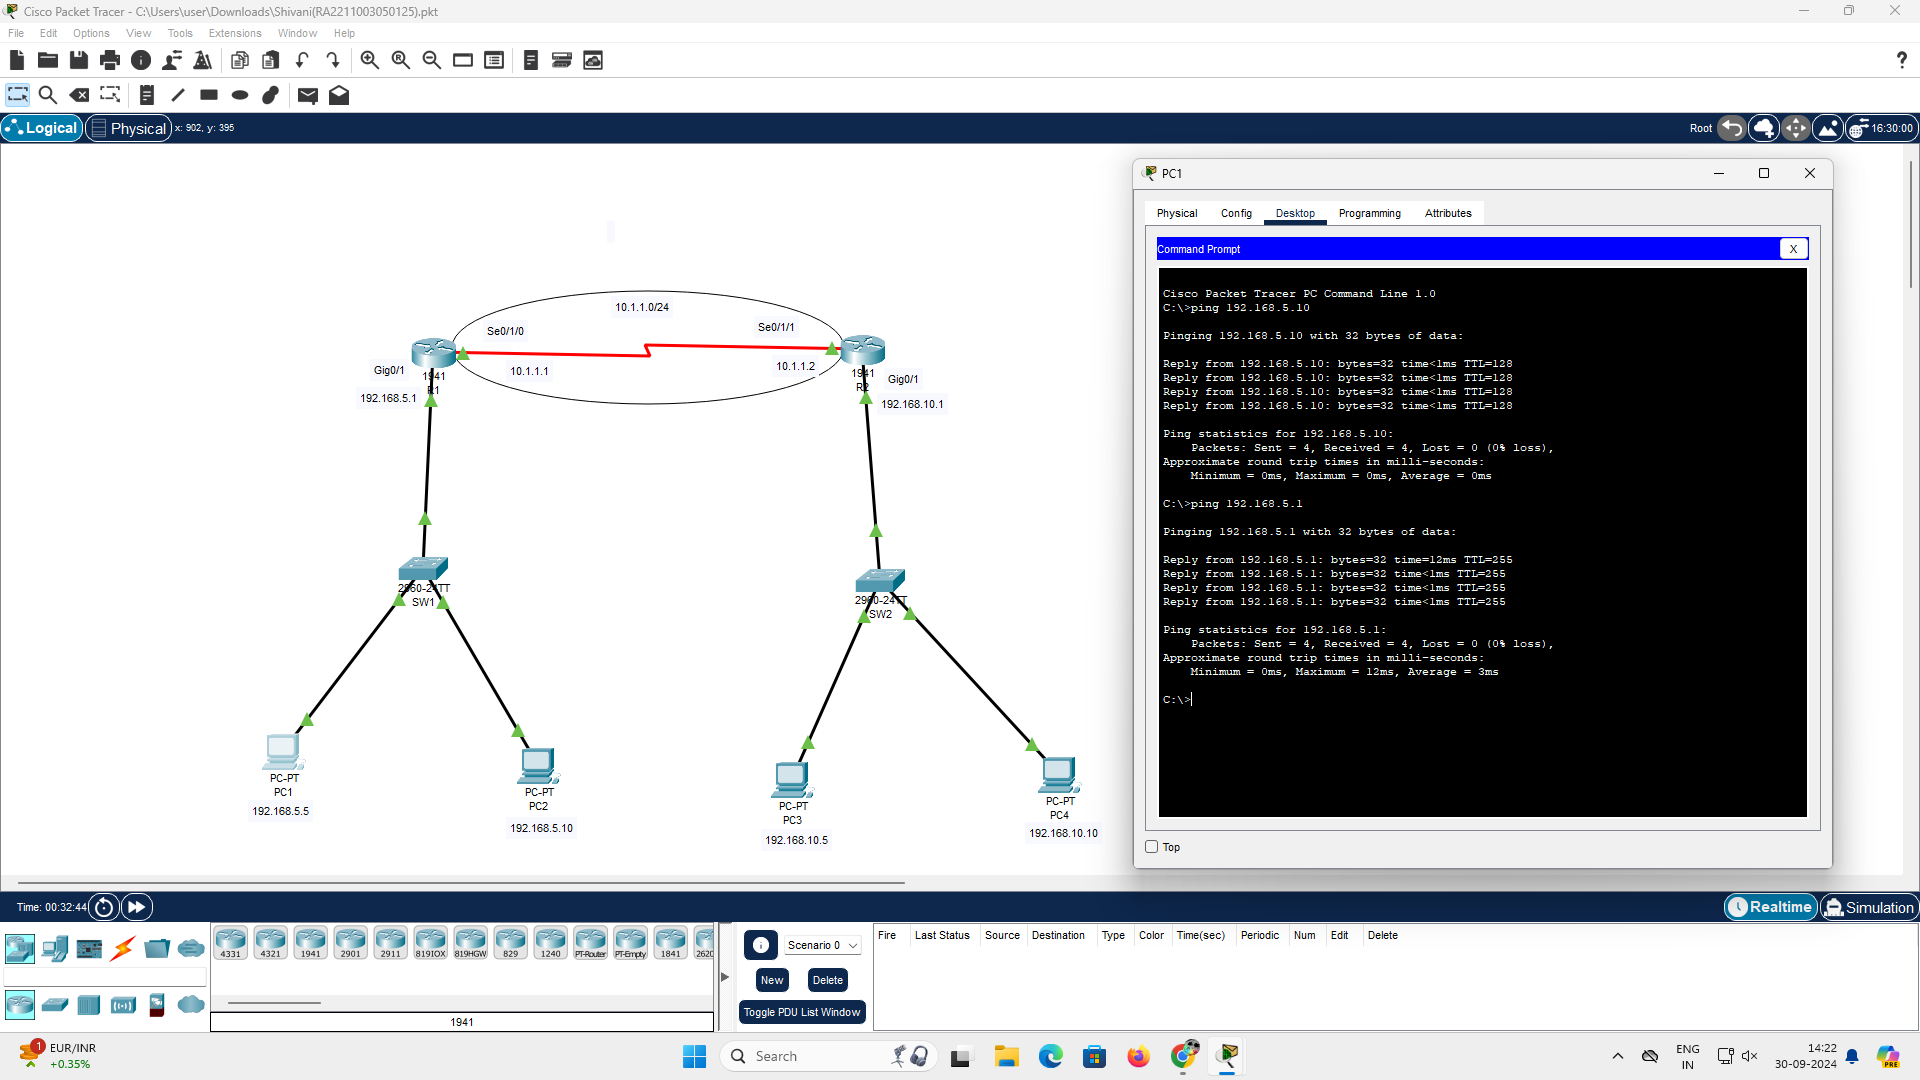 Cisco Packet Tracer - C:\Users\user\Downloads\Shivani(RA2211003050125).pkt
File Edit Options View Tools Extensions Window Help
?
Logical Physical x: 902, y: 395
Root 16:30:00
10.1.1.0/24
Se0/1/0
Se0/1/1
Gig0/1
1941
R1
10.1.1.1
10.1.1.2
1941
R2
Gig0/1
192.168.5.1
192.168.10.1
2960-24TT
SW1
2960-24TT
SW2
PC-PT
PC1
192.168.5.5
PC-PT
PC2
192.168.5.10
PC-PT
PC3
192.168.10.5
PC-PT
PC4
192.168.10.10
PC1
Physical Config Desktop Programming Attributes
Command Prompt X
Cisco Packet Tracer PC Command Line 1.0
C:\>ping 192.168.5.10
Pinging 192.168.5.10 with 32 bytes of data:
Reply from 192.168.5.10: bytes=32 time<1ms TTL=128
Reply from 192.168.5.10: bytes=32 time<1ms TTL=128
Reply from 192.168.5.10: bytes=32 time<1ms TTL=128
Reply from 192.168.5.10: bytes=32 time<1ms TTL=128
Ping statistics for 192.168.5.10:
Packets: Sent = 4, Received = 4, Lost = 0 (0% loss),
Approximate round trip times in milli-seconds:
Minimum = 0ms, Maximum = 0ms, Average = 0ms
C:\>ping 192.168.5.1
Pinging 192.168.5.1 with 32 bytes of data:
Reply from 192.168.5.1: bytes=32 time=12ms TTL=255
Reply from 192.168.5.1: bytes=32 time<1ms TTL=255
Reply from 192.168.5.1: bytes=32 time<1ms TTL=255
Reply from 192.168.5.1: bytes=32 time<1ms TTL=255
Ping statistics for 192.168.5.1:
Packets: Sent = 4, Received = 4, Lost = 0 (0% loss),
Approximate round trip times in milli-seconds:
Minimum = 0ms, Maximum = 12ms, Average = 3ms
C:\>
Top
Time: 00:32:44
Realtime Simulation
4331 4321 1941 2901 2911 819IOX 819HGW 829 1240 PT-Router PT-Empty 1841 2620
1941
Scenario 0
New Delete
Toggle PDU List Window
Fire Last Status Source Destination Type Color Time(sec) Periodic Num Edit Delete
1
EUR/INR
+0.35%
Search
ENG
IN
14:22
30-09-2024
PRE